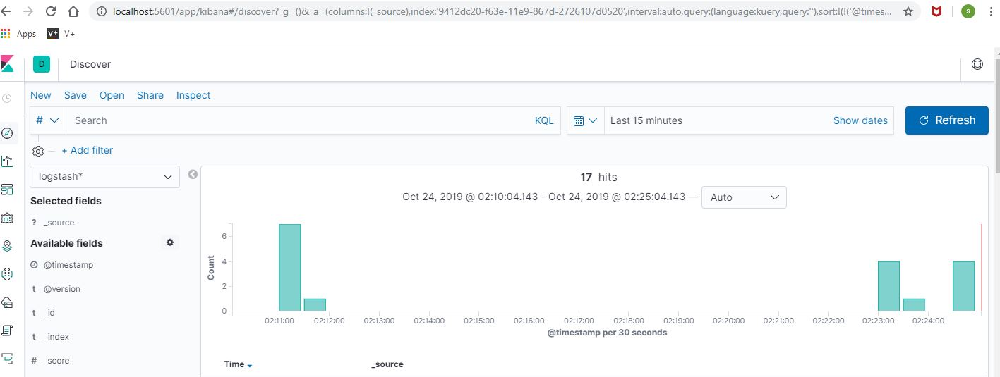 localhost:5601/app/kibana#/discover?_g=()&_a=(columns:!(_source),index:'9412dc20-f63e-11e9-867d-2726107d0520',interval:auto,query:(language:kuery,query:''),sort:!(!('@times...
s
Apps V+ V+
D Discover
New Save Open Share Inspect
# Search KQL Last 15 minutes Show dates Refresh
+ Add filter
logstash*
17 hits
Oct 24, 2019 @ 02:10:04.143 - Oct 24, 2019 @ 02:25:04.143 — Auto
Selected fields
? _source
Available fields
@timestamp
t @version
t _id
t _index
# _score
Count
6
4
2
0
02:11:00 02:12:00 02:13:00 02:14:00 02:15:00 02:16:00 02:17:00 02:18:00 02:19:00 02:20:00 02:21:00 02:22:00 02:23:00 02:24:00
@timestamp per 30 seconds
Time _source